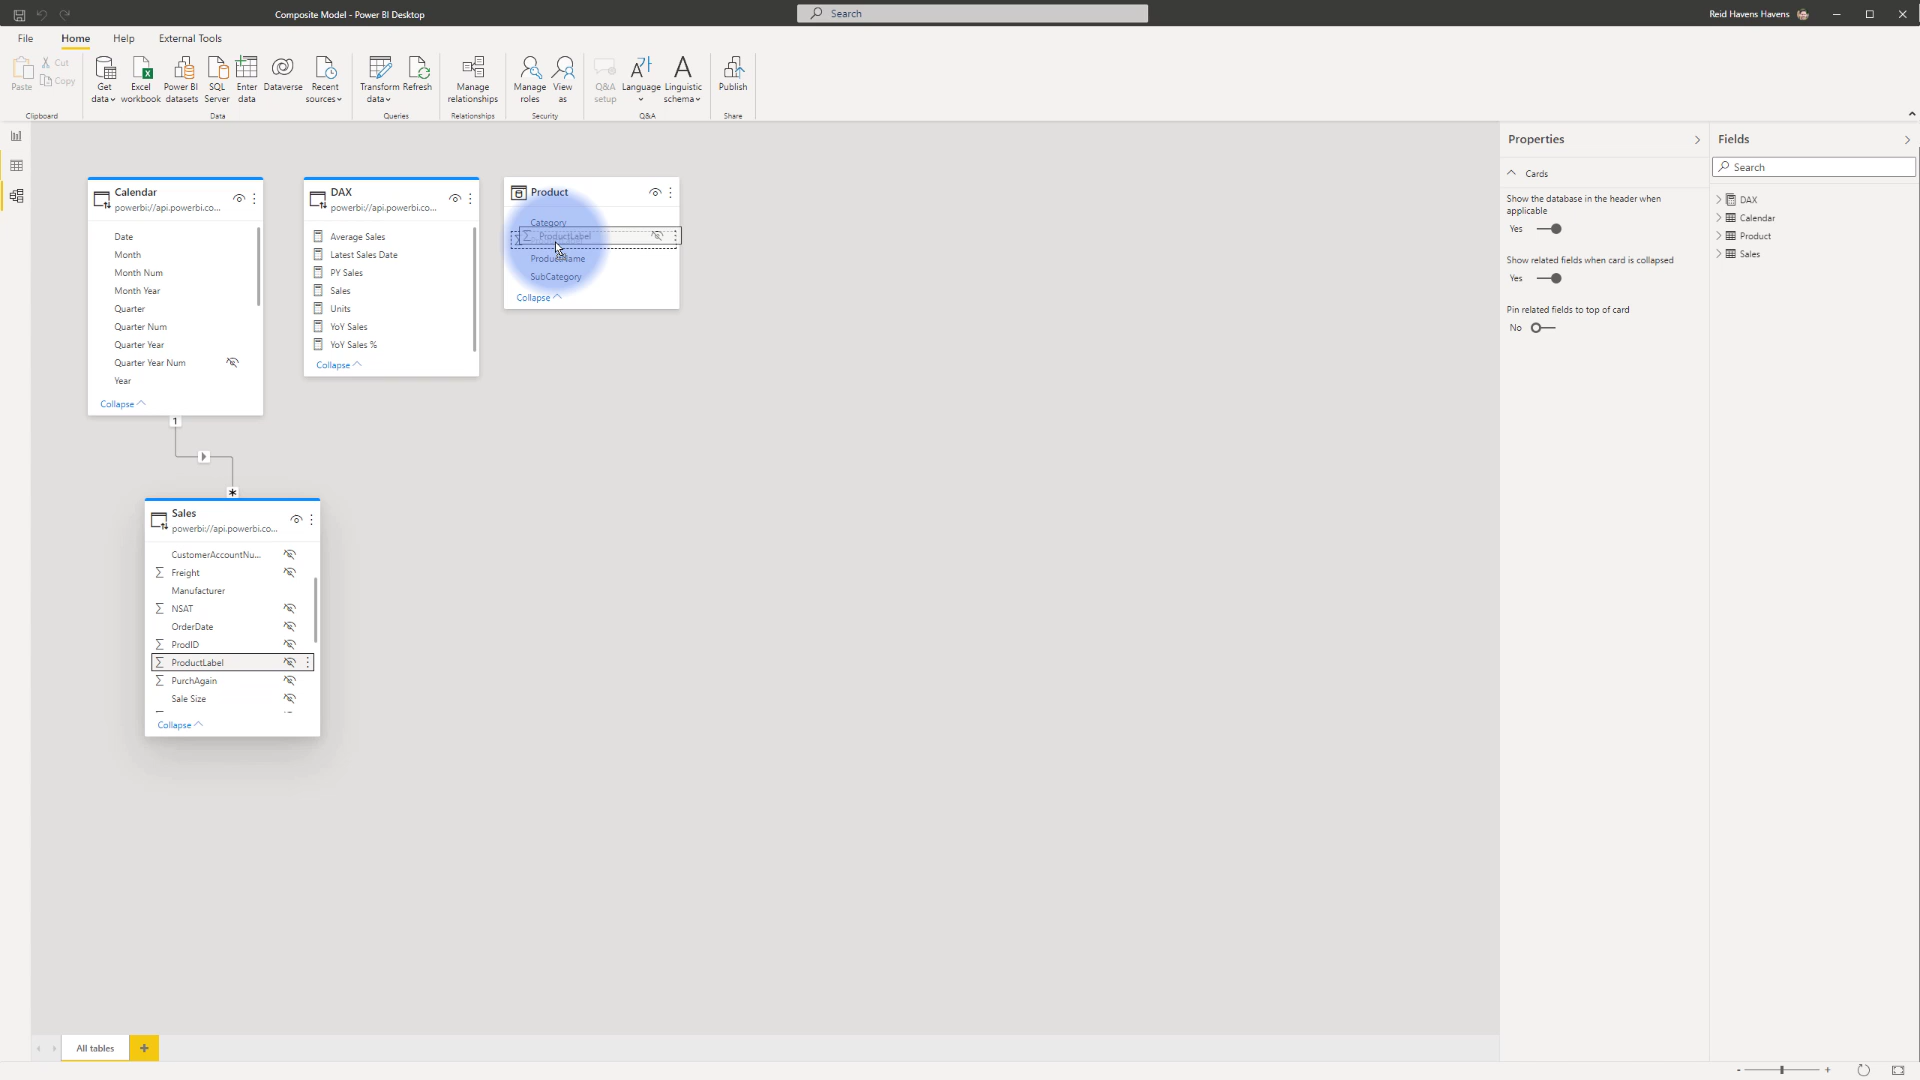 Composite Model - Power BI Desktop
Search
Reid Havens Havens
File
Home
Help
External Tools
Paste
Cut
Copy
Get data
Excel workbook
Power BI datasets
SQL Server
Enter data
Dataverse
Recent sources
Transform data
Refresh
Manage relationships
Manage roles
View as
Q&A setup
Language
Linguistic schema
Publish
Clipboard
Data
Queries
Relationships
Security
Q&A
Share
Calendar
powerbi://api.powerbi.co...
Date
Month
Month Num
Month Year
Quarter
Quarter Num
Quarter Year
Quarter Year Num
Year
Collapse
DAX
powerbi://api.powerbi.co...
Average Sales
Latest Sales Date
PY Sales
Sales
Units
YoY Sales
YoY Sales %
Collapse
Product
Category
ProductLabel
ProductName
SubCategory
Collapse
1
*
Sales
powerbi://api.powerbi.co...
CustomerAccountNu...
Freight
Manufacturer
NSAT
OrderDate
ProdID
ProductLabel
PurchAgain
Sale Size
Collapse
Properties
Cards
Show the database in the header when
applicable
Yes
Show related fields when card is collapsed
Yes
Pin related fields to top of card
No
Fields
Search
DAX
Calendar
Product
Sales
All tables
+
- +